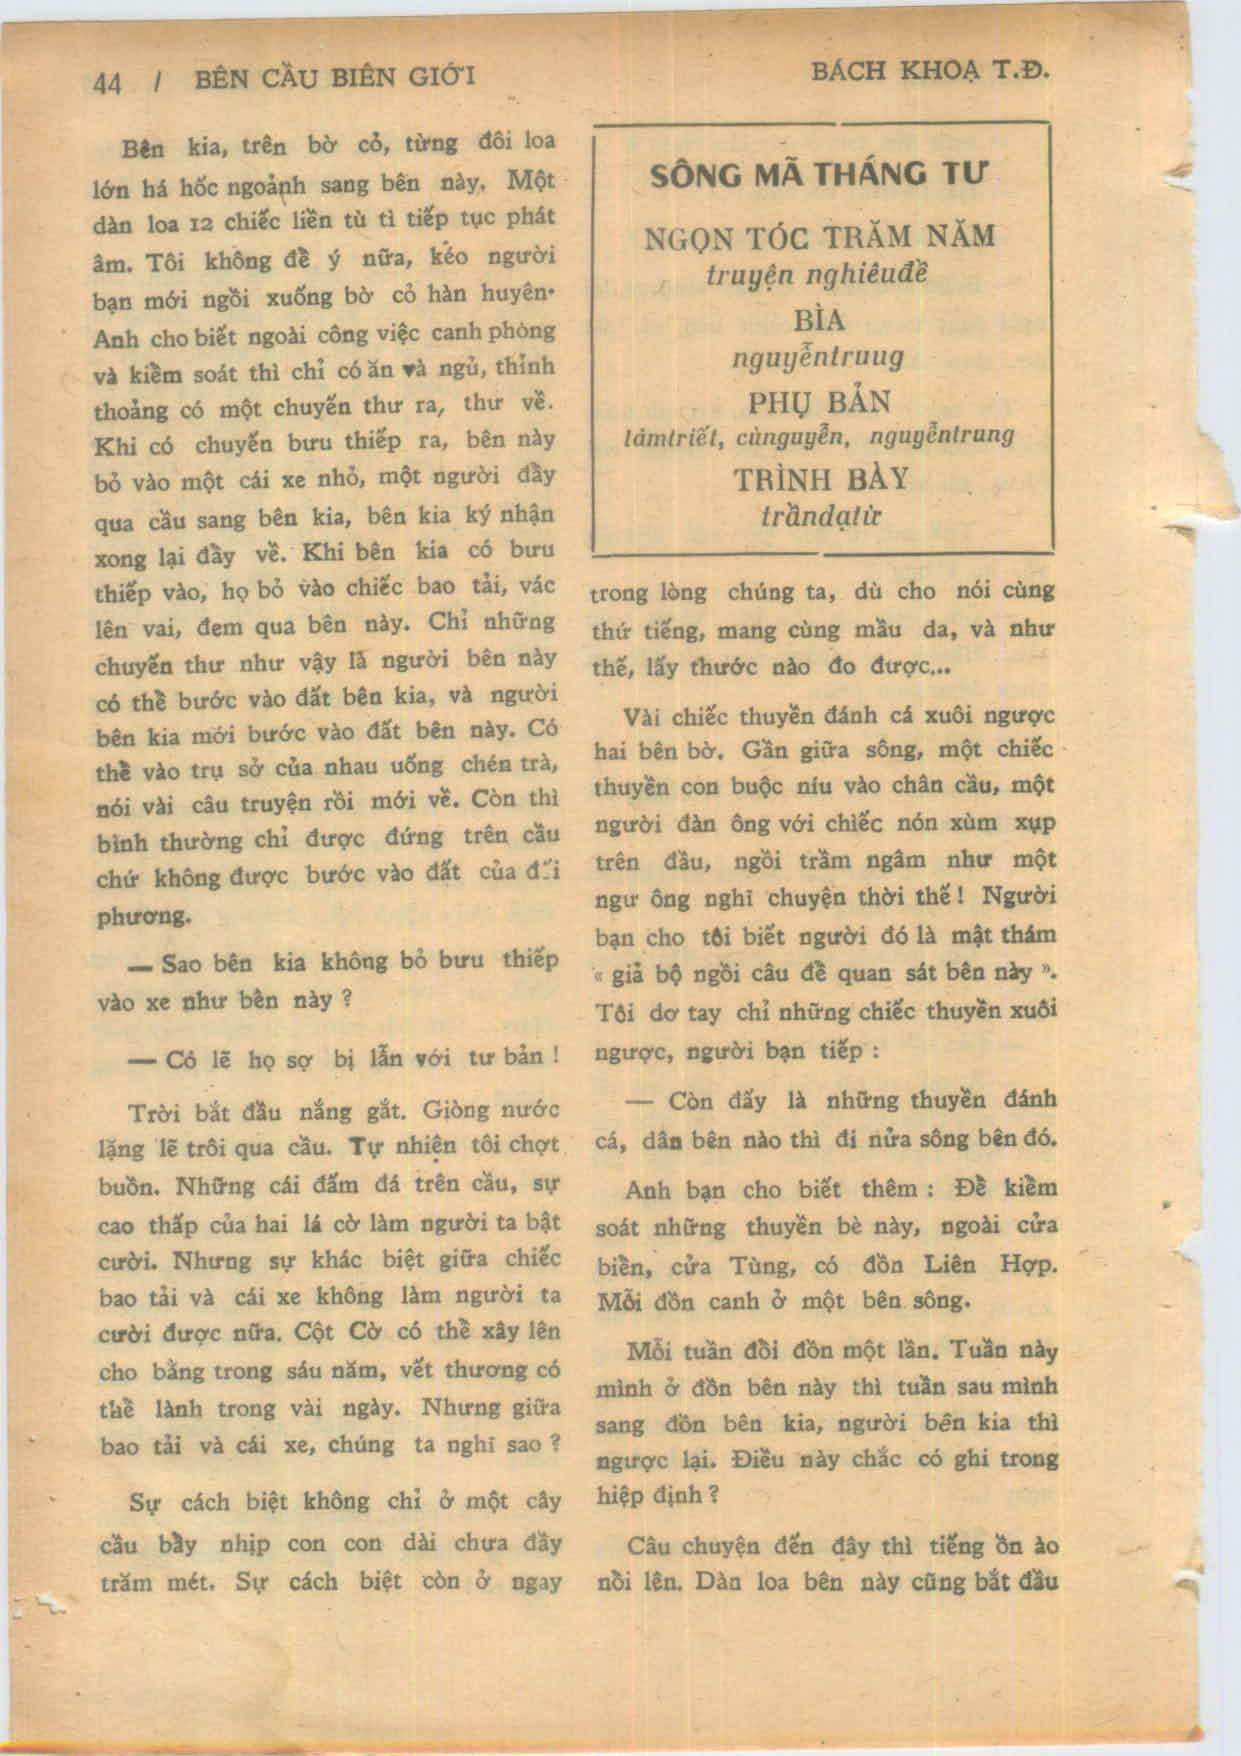 44 / BÊN CẦU BIÊN GIỚI
BÁCH KHOA T.Đ.
Bên kia, trên bờ cỏ, từng đôi loa
lớn há hốc ngoảnh sang bên này. Một
dàn loa 12 chiếc liền tù tì tiếp tục phát
âm. Tôi không để ý nữa, kéo người
bạn mới ngồi xuống bờ cỏ hàn huyên.
Anh cho biết ngoài công việc canh phòng
và kiểm soát thì chỉ có ăn và ngủ, thỉnh
thoảng có một chuyến thư ra, thư về.
Khi có chuyến bưu thiếp ra, bên này
bỏ vào một cái xe nhỏ, một người đẩy
qua cầu sang bên kia, bên kia ký nhận
xong lại đẩy về. Khi bên kia có bưu
thiếp vào, họ bỏ vào chiếc bao tải, vác
lên vai, đem qua bên này. Chỉ những
chuyến thư như vậy là người bên này
có thể bước vào đất bên kia, và người
bên kia mới bước vào đất bên này. Có
thể vào trụ sở của nhau uống chén trà,
nói vài câu truyện rồi mới về. Còn thì
bình thường chỉ được đứng trên cầu
chứ không được bước vào đất của đối
phương.
— Sao bên kia không bỏ bưu thiếp
vào xe như bên này ?
— Có lẽ họ sợ bị lẫn với tư bản !
Trời bắt đầu nắng gắt. Giòng nước
lặng lẽ trôi qua cầu. Tự nhiên tôi chợt
buồn. Những cái đấm đá trên cầu, sự
cao thấp của hai lá cờ làm người ta bật
cười. Nhưng sự khác biệt giữa chiếc
bao tải và cái xe không làm người ta
cười được nữa. Cột Cờ có thể xây lên
cho bằng trong sáu năm, vết thương có
thể lành trong vài ngày. Nhưng giữa
bao tải và cái xe, chúng ta nghĩ sao ?
Sự cách biệt không chỉ ở một cây
cầu bẩy nhịp con con dài chưa đầy
trăm mét. Sự cách biệt còn ở ngay
SÔNG MÃ THÁNG TƯ
NGỌN TÓC TRĂM NĂM
truyện nghiêuđề
BÌA
nguyễntruug
PHỤ BẢN
lâmtriết, cùnguyễn, nguyễntrung
TRÌNH BÀY
trầndạtừ
trong lòng chúng ta, dù cho nói cùng
thứ tiếng, mang cùng mầu da, và như
thế, lấy thước nào đo được...
Vài chiếc thuyền đánh cá xuôi ngược
hai bên bờ. Gần giữa sông, một chiếc
thuyền con buộc níu vào chân cầu, một
người đàn ông với chiếc nón xùm xụp
trên đầu, ngồi trầm ngâm như một
ngư ông nghĩ chuyện thời thế ! Người
bạn cho tôi biết người đó là mật thám
« giả bộ ngồi câu để quan sát bên này ».
Tôi dơ tay chỉ những chiếc thuyền xuôi
ngược, người bạn tiếp :
— Còn đấy là những thuyền đánh
cá, dân bên nào thì đi nửa sông bên đó.
Anh bạn cho biết thêm : Để kiểm
soát những thuyền bè này, ngoài cửa
biển, cửa Tùng, có đồn Liên Hợp.
Mỗi đồn canh ở một bên sông.
Mỗi tuần đổi đồn một lần. Tuần này
mình ở đồn bên này thì tuần sau mình
sang đồn bên kia, người bên kia thì
ngược lại. Điều này chắc có ghi trong
hiệp định ?
Câu chuyện đến đây thì tiếng ồn ào
nổi lên. Dàn loa bên này cũng bắt đầu